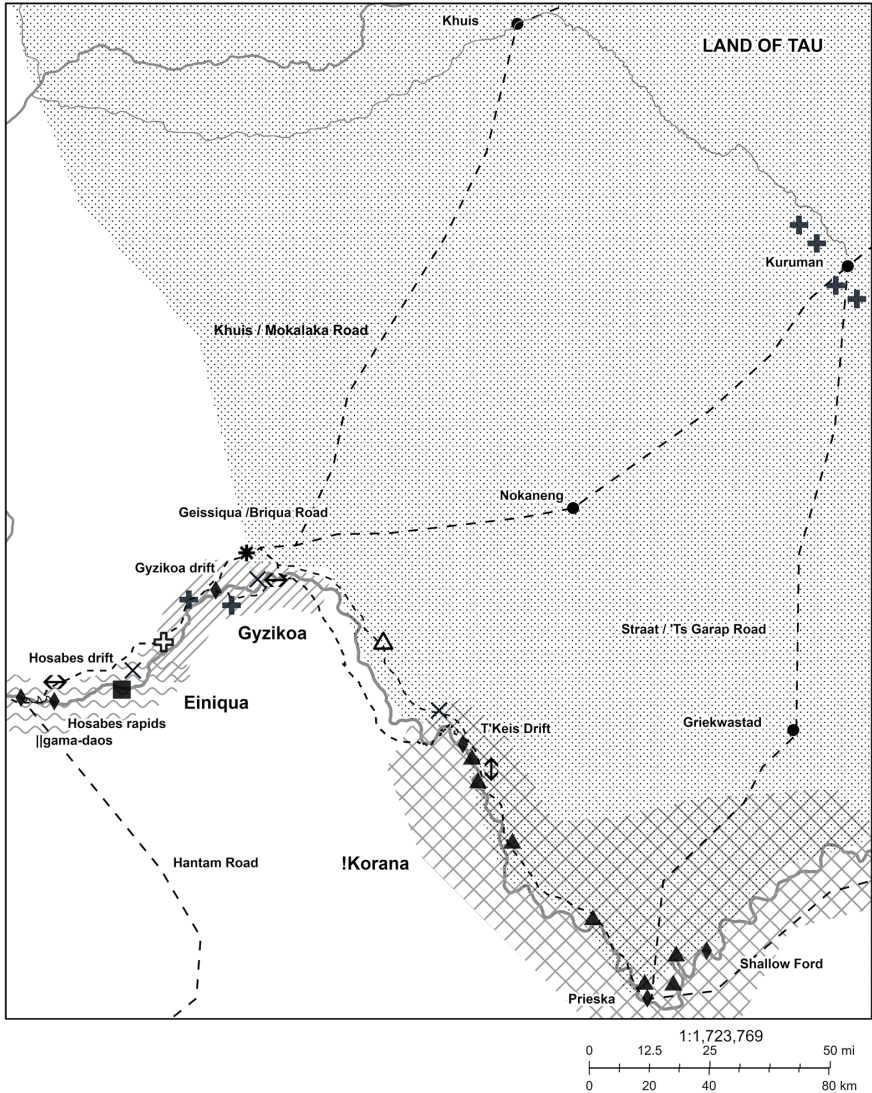 Khuis
LAND OF TAU
Kuruman
Khuis / Mokalaka Road
Nokaneng
Geissiqua /Briqua Road
Gyzikoa drift
Gyzikoa
Straat / 'Ts Garap Road
Hosabes drift
Einiqua
Hosabes rapids
||gama-daos
T'Keis Drift
Griekwastad
Hantam Road
!Korana
Shallow Ford
Prieska
1:1,723,769
0 12.5 25 50 mi
0 20 40 80 km